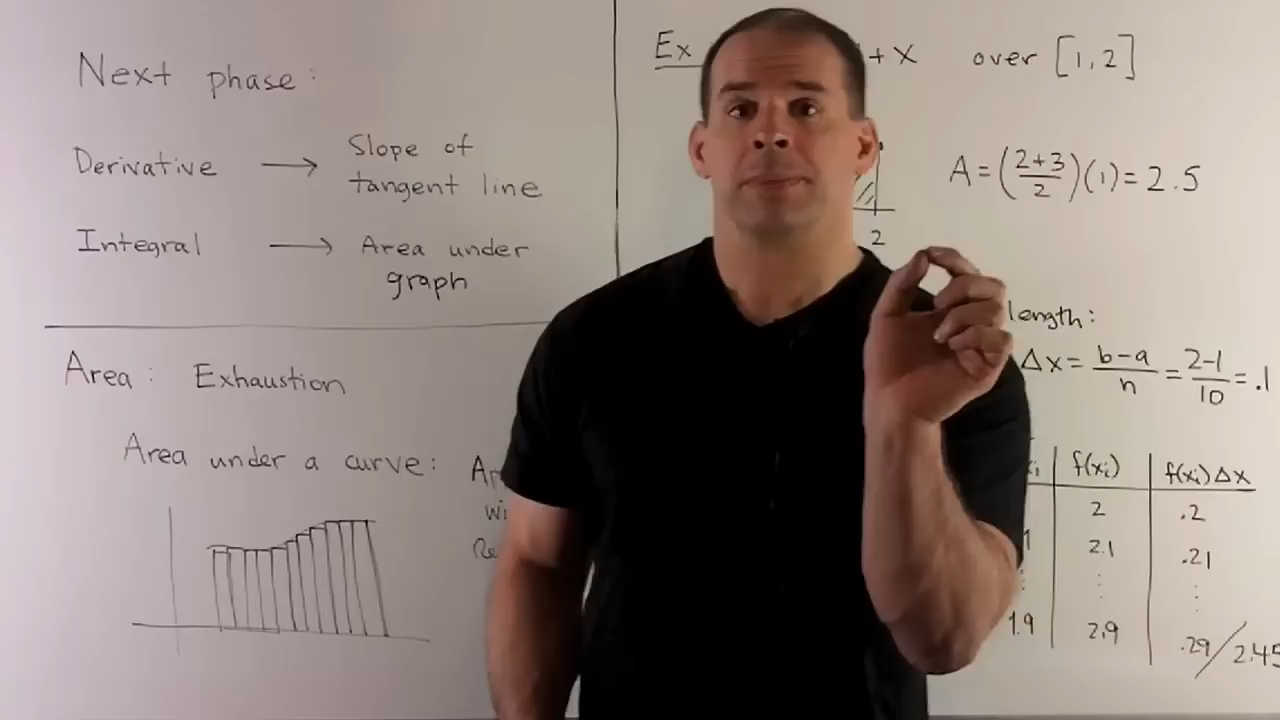 Next phase:
Derivative → Slope of
tangent line
Integral → Area under
graph
Area: Exhaustion
Area under a curve:
Ex + x over [1,2]
A = (2+3/2)(1) = 2.5
2
length:
Δx = b-a/n = 2-1/10 = .1
f(xᵢ) f(xᵢ)Δx
2 .2
2.1 .21
⋮ ⋮
1.9 2.9 .29/2.45